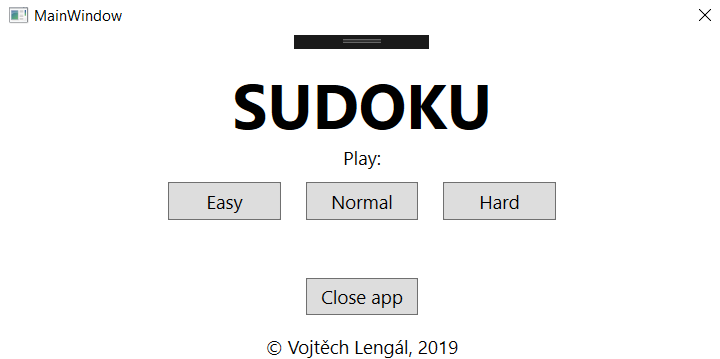 MainWindow
SUDOKU
Play:
Easy Normal Hard
Close app
© Vojtěch Lengál, 2019